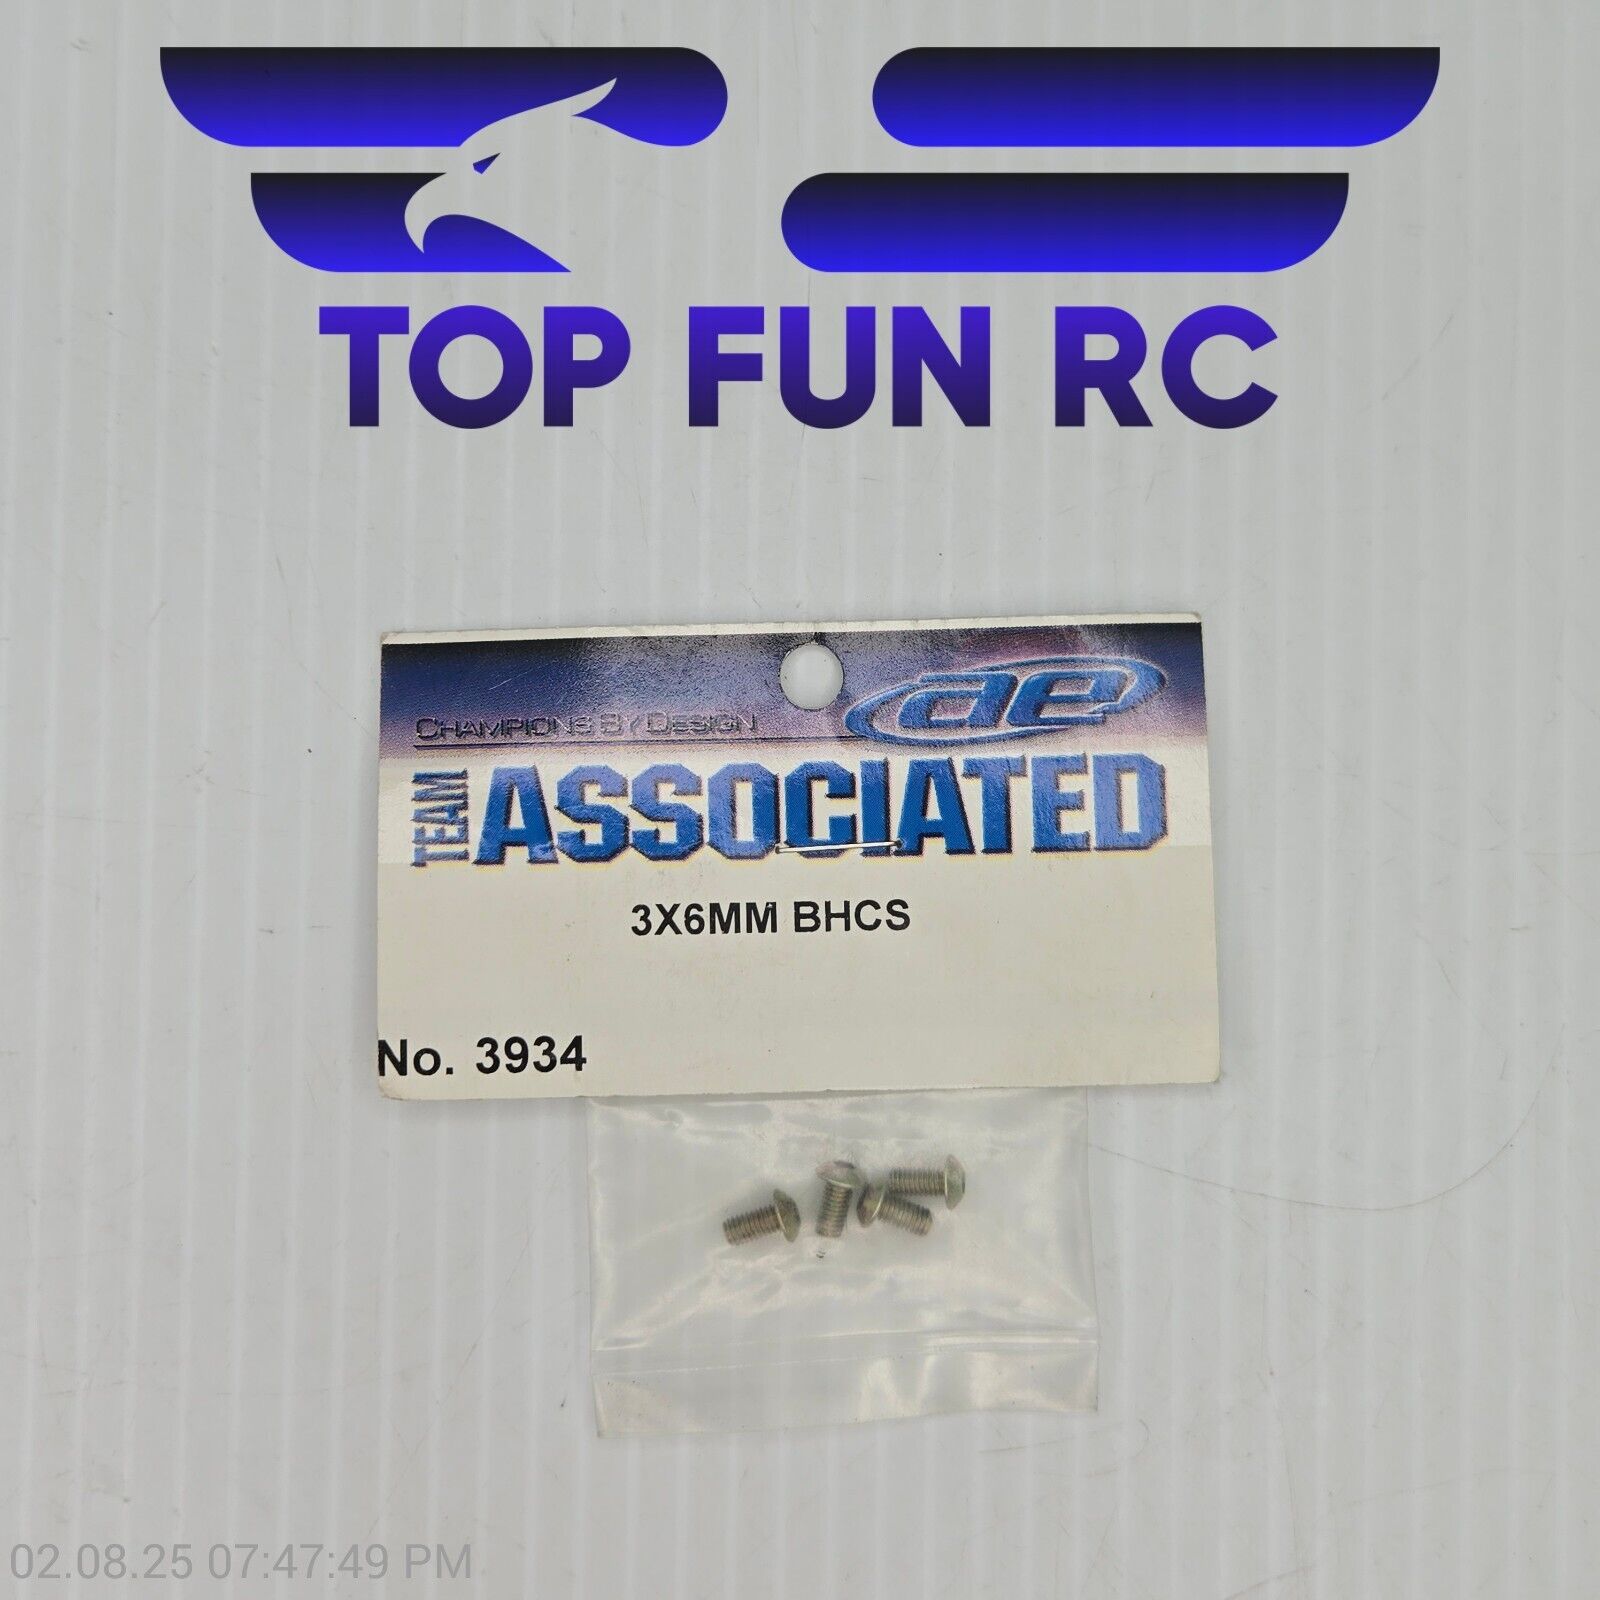 TOP FUN RC
CHAMPIONS BY DESIGN
ae
TEAM ASSOCIATED
3X6MM BHCS
No. 3934
02.08.25 07:47:49 PM